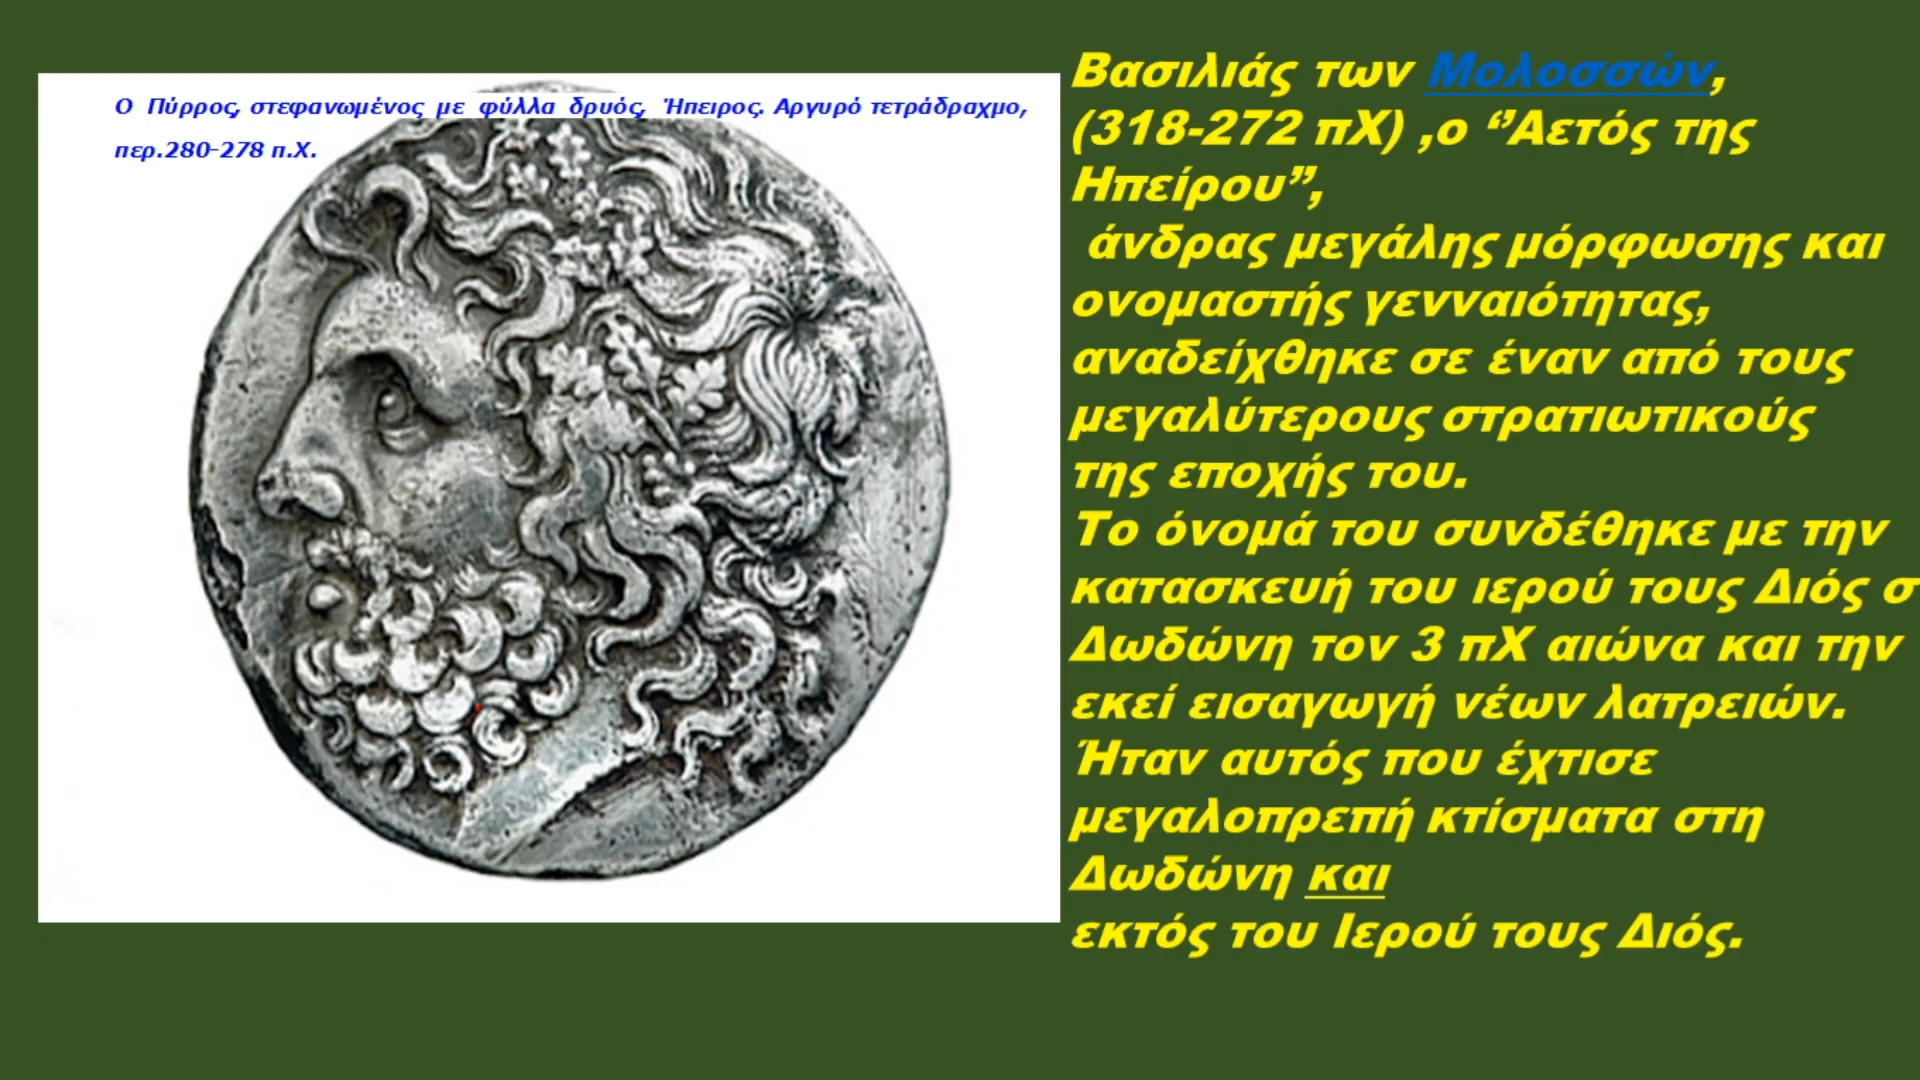 Ο Πύρρος, στεφανωμένος με φύλλα δρυός, Ήπειρος. Αργυρό τετράδραχμο,
περ.280-278 π.Χ.
Βασιλιάς των Μολοσσών,
(318-272 πΧ) ,ο ‘’Αετός της
Ηπείρου’’,
άνδρας μεγάλης μόρφωσης και
ονομαστής γενναιότητας,
αναδείχθηκε σε έναν από τους
μεγαλύτερους στρατιωτικούς
της εποχής του.
Το όνομά του συνδέθηκε με την
κατασκευή του ιερού τους Διός σ
Δωδώνη τον 3 πΧ αιώνα και την
εκεί εισαγωγή νέων λατρειών.
Ήταν αυτός που έχτισε
μεγαλοπρεπή κτίσματα στη
Δωδώνη και
εκτός του Ιερού τους Διός.